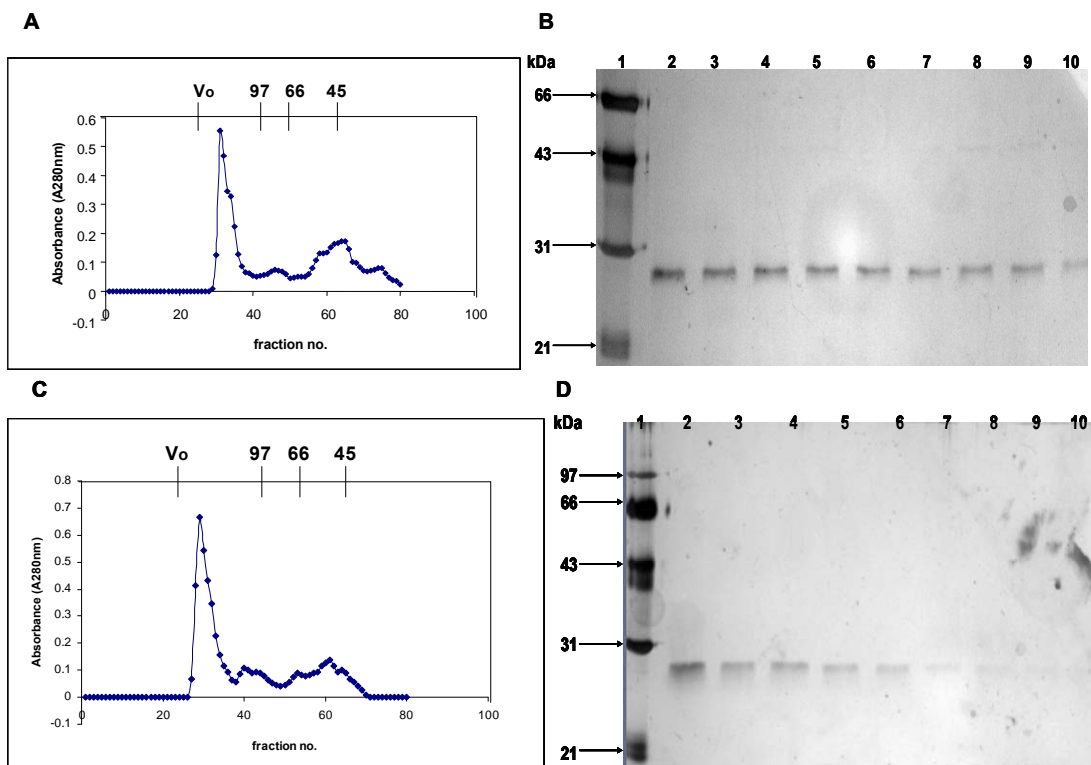 A
Vo 97 66 45
0.6
0.5
0.4
0.3
0.2
0.1
0
-0.1
20 40 60 80 100
0
Absorbance (A280nm)
fraction no.
B
kDa 1 2 3 4 5 6 7 8 9 10
66
43
31
21
C
Vo 97 66 45
0.8
0.7
0.6
0.5
0.4
0.3
0.2
0.1
0
-0.1
0 20 40 60 80 100
Absorbance (A280nm)
fraction no.
D
kDa 1 2 3 4 5 6 7 8 9 10
97
66
43
31
21